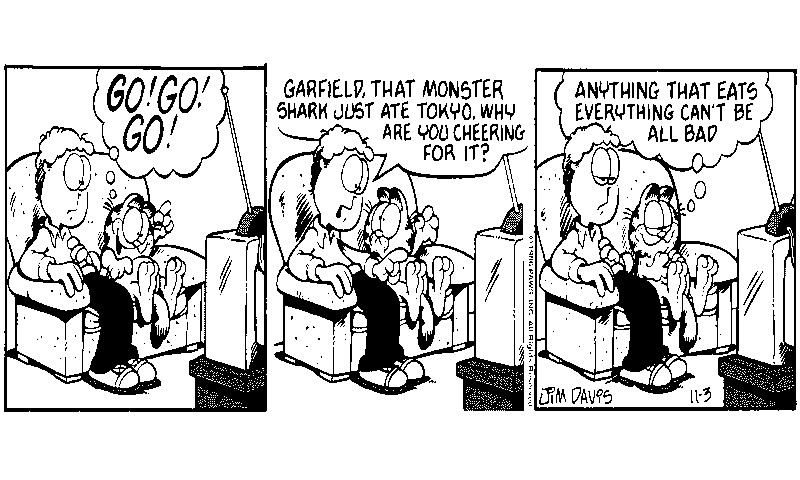 GO! GO!
GO!
GARFIELD, THAT MONSTER
SHARK JUST ATE TOKYO. WHY
ARE YOU CHEERING
FOR IT?
ANYTHING THAT EATS
EVERYTHING CAN'T BE
ALL BAD
JIM DAVIS
11-3